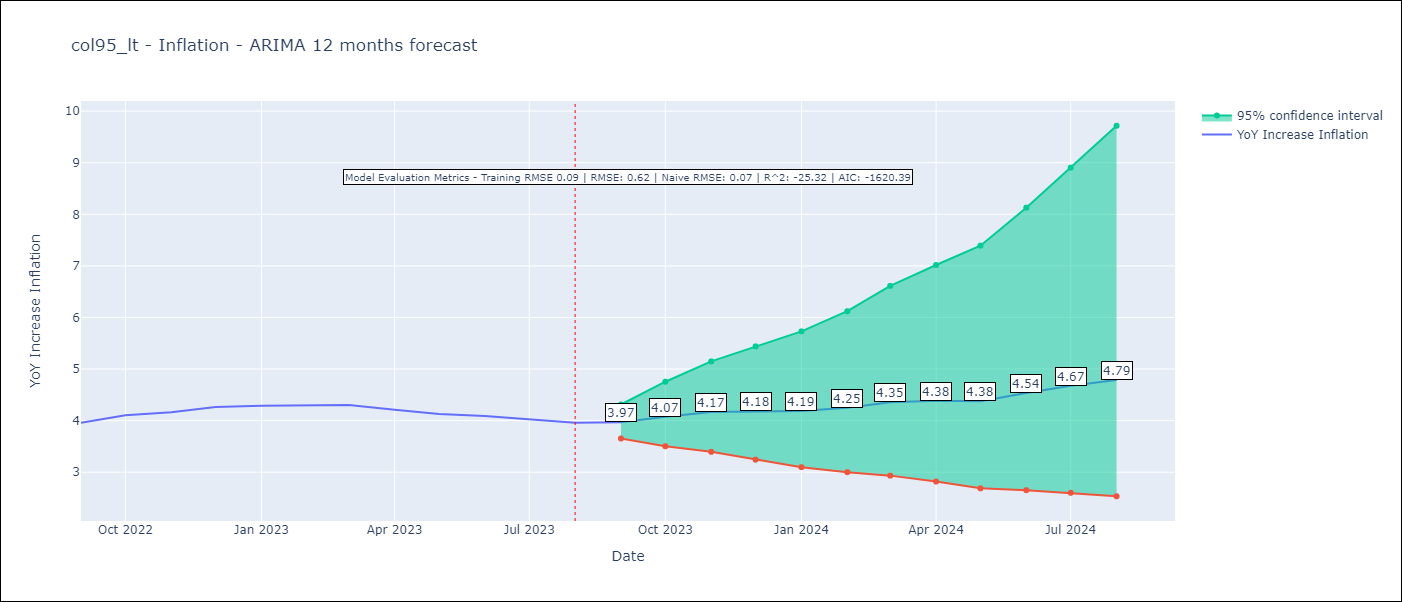 col95_lt - Inflation - ARIMA 12 months forecast
95% confidence interval
YoY Increase Inflation
Model Evaluation Metrics - Training RMSE 0.09 | RMSE: 0.62 | Naive RMSE: 0.07 | R^2: -25.32 | AIC: -1620.39
YoY Increase Inflation
10
9
8
7
6
5
4
3
3.97
4.07
4.17
4.18
4.19
4.25
4.35
4.38
4.38
4.54
4.67
4.79
Oct 2022
Jan 2023
Apr 2023
Jul 2023
Oct 2023
Jan 2024
Apr 2024
Jul 2024
Date